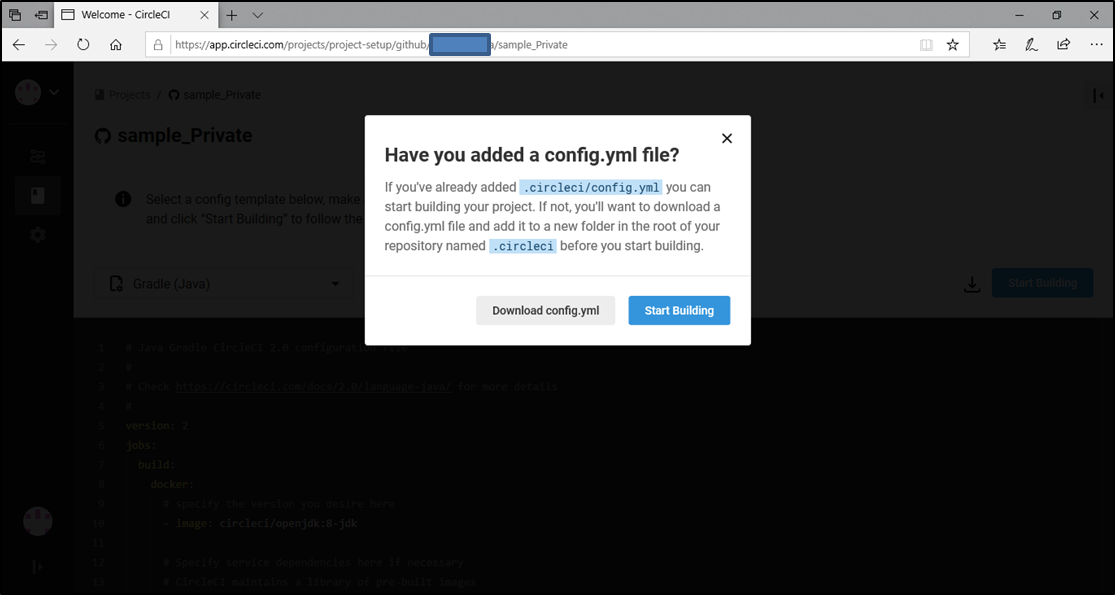 Welcome - CircleCI
https://app.circleci.com/projects/project-setup/github/ a/sample_Private
Projects / sample_Private
sample_Private
Have you added a config.yml file?
If you've already added .circleci/config.yml you can
start building your project. If not, you'll want to download a
config.yml file and add it to a new folder in the root of your
repository named .circleci before you start building.
Download config.yml Start Building
Select a config template below, make
and click "Start Building" to follow the
Gradle (Java)
Start Building
1 # Java Gradle CircleCI 2.0 configuration file
2 #
3 # Check https://circleci.com/docs/2.0/language-java/ for more details
4 #
5 version: 2
6 jobs:
7 build:
8 docker:
9 # specify the version you desire here
10 - image: circleci/openjdk:8-jdk
11
12 # Specify service dependencies here if necessary
13 # CircleCI maintains a library of pre-built images